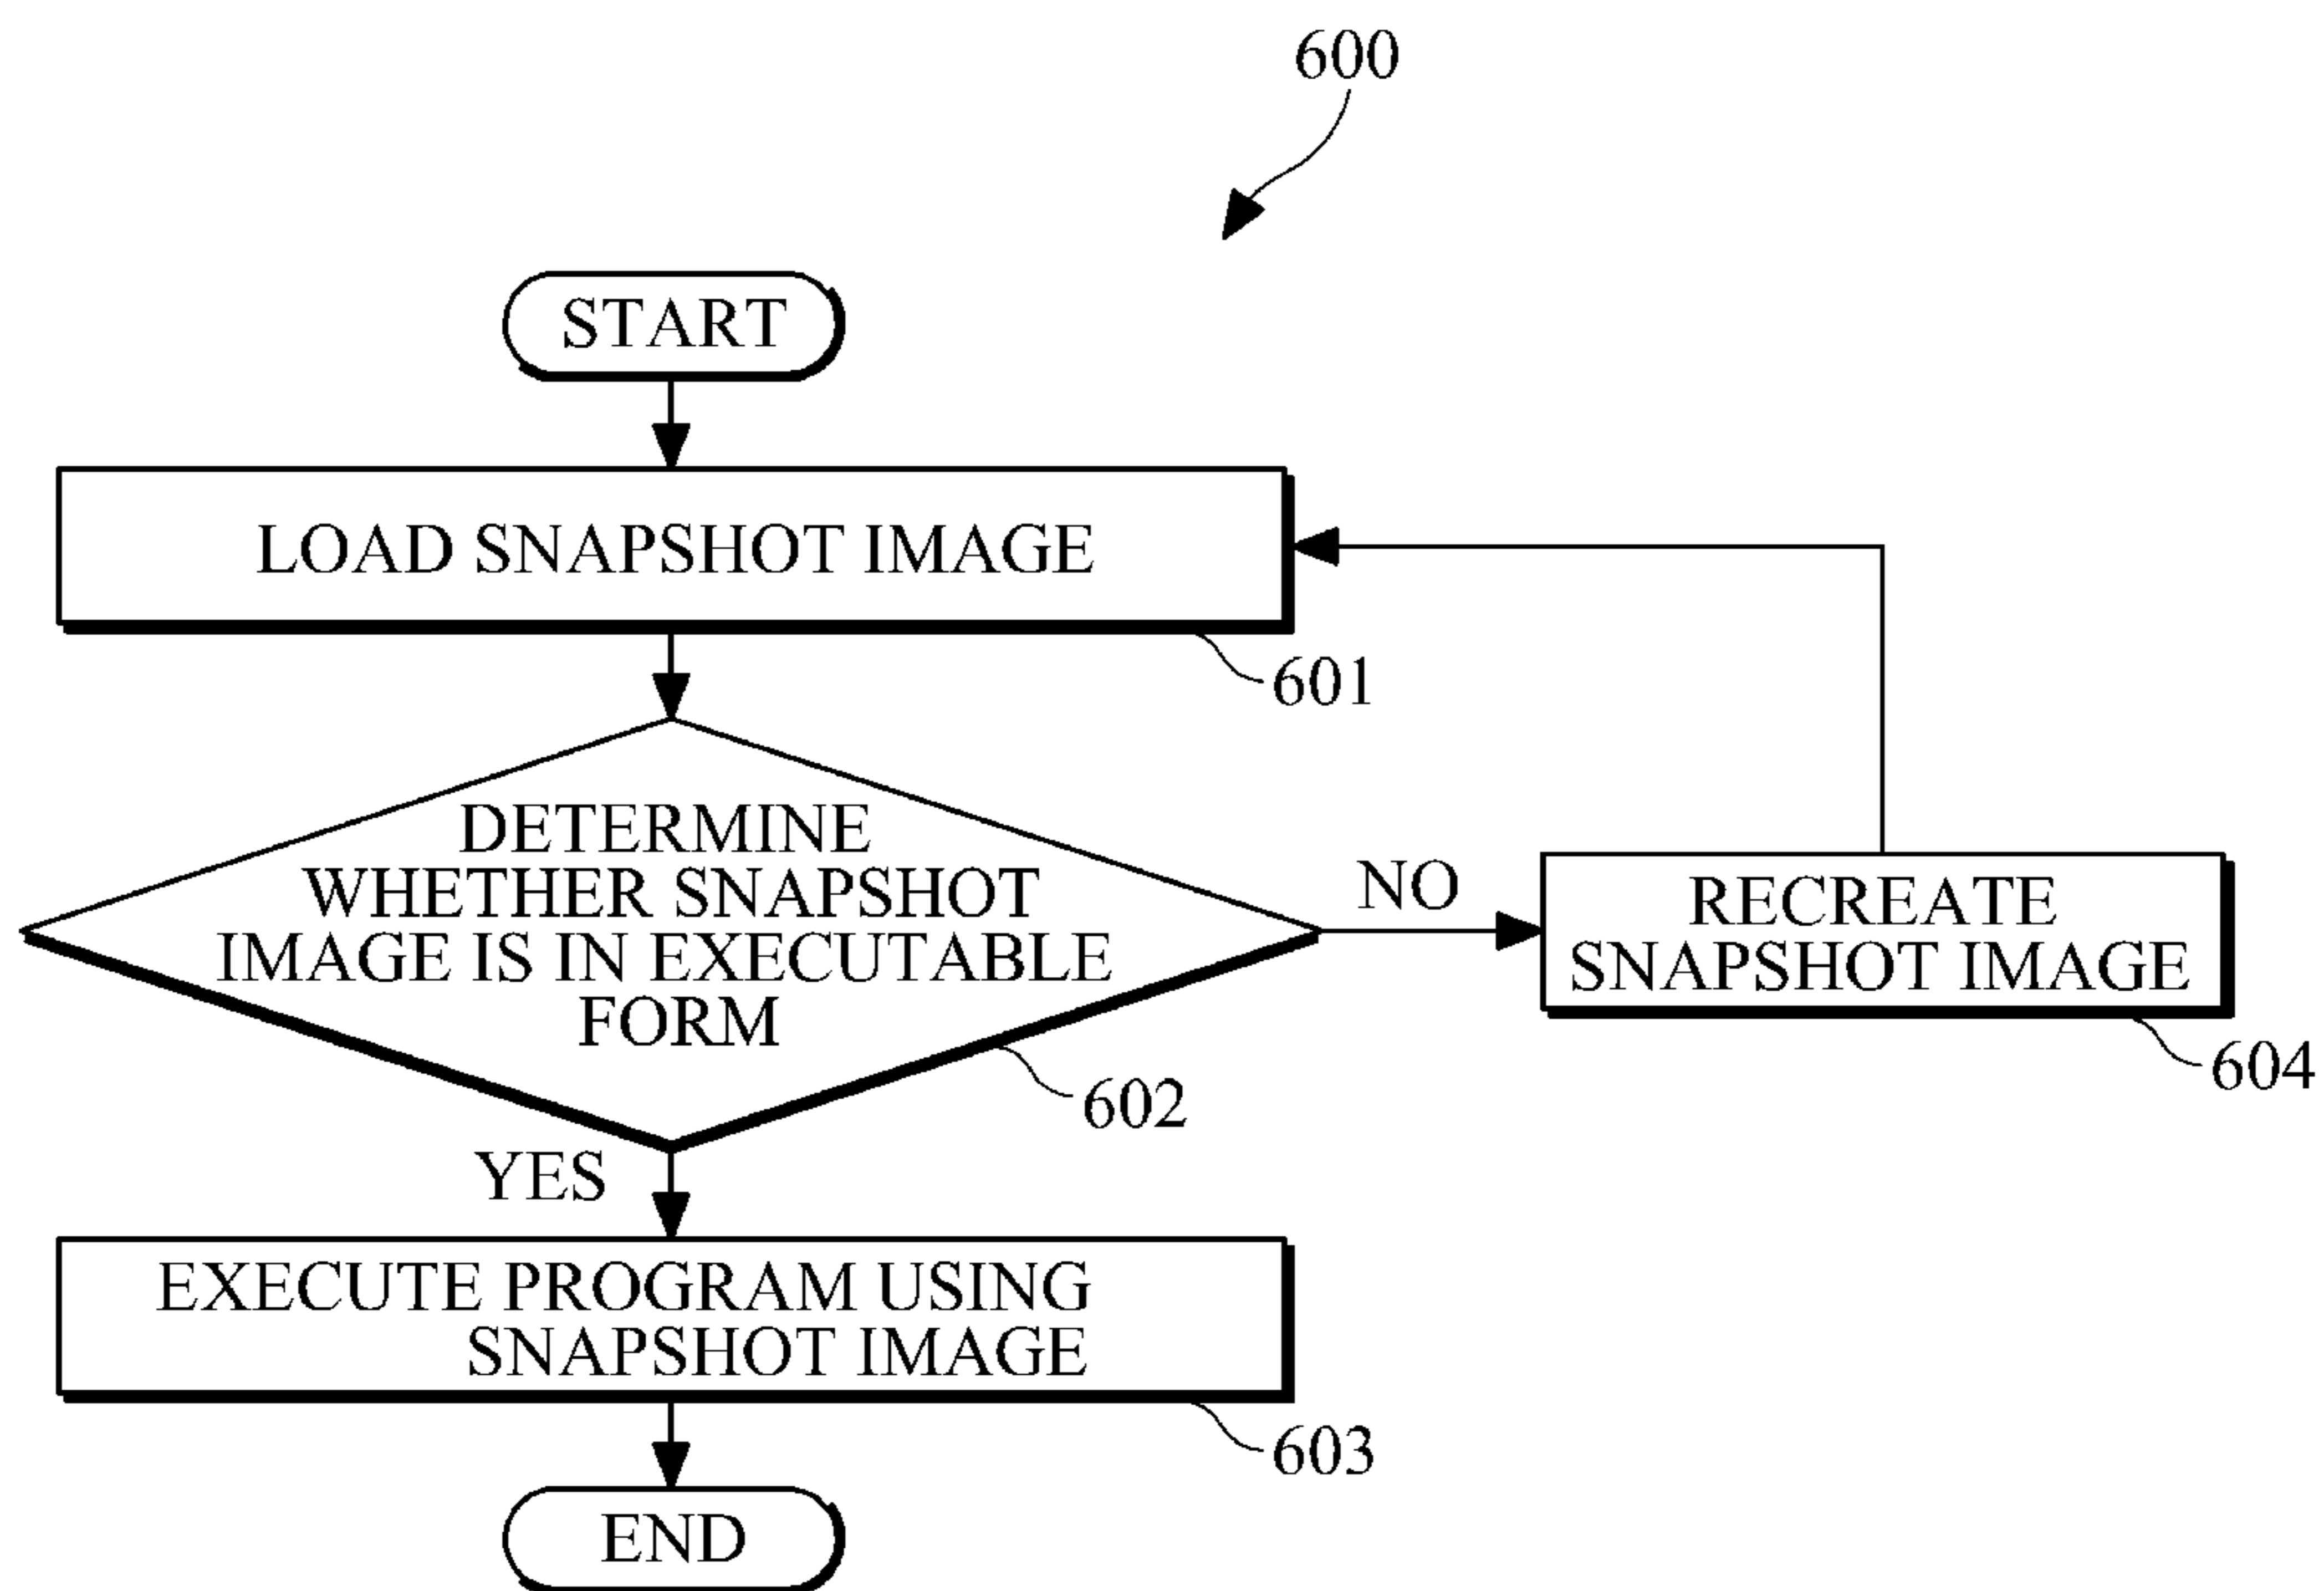 600
START
LOAD SNAPSHOT IMAGE
601
DETERMINE
WHETHER SNAPSHOT
IMAGE IS IN EXECUTABLE
FORM
602
NO
RECREATE
SNAPSHOT IMAGE
604
YES
EXECUTE PROGRAM USING
SNAPSHOT IMAGE
603
END